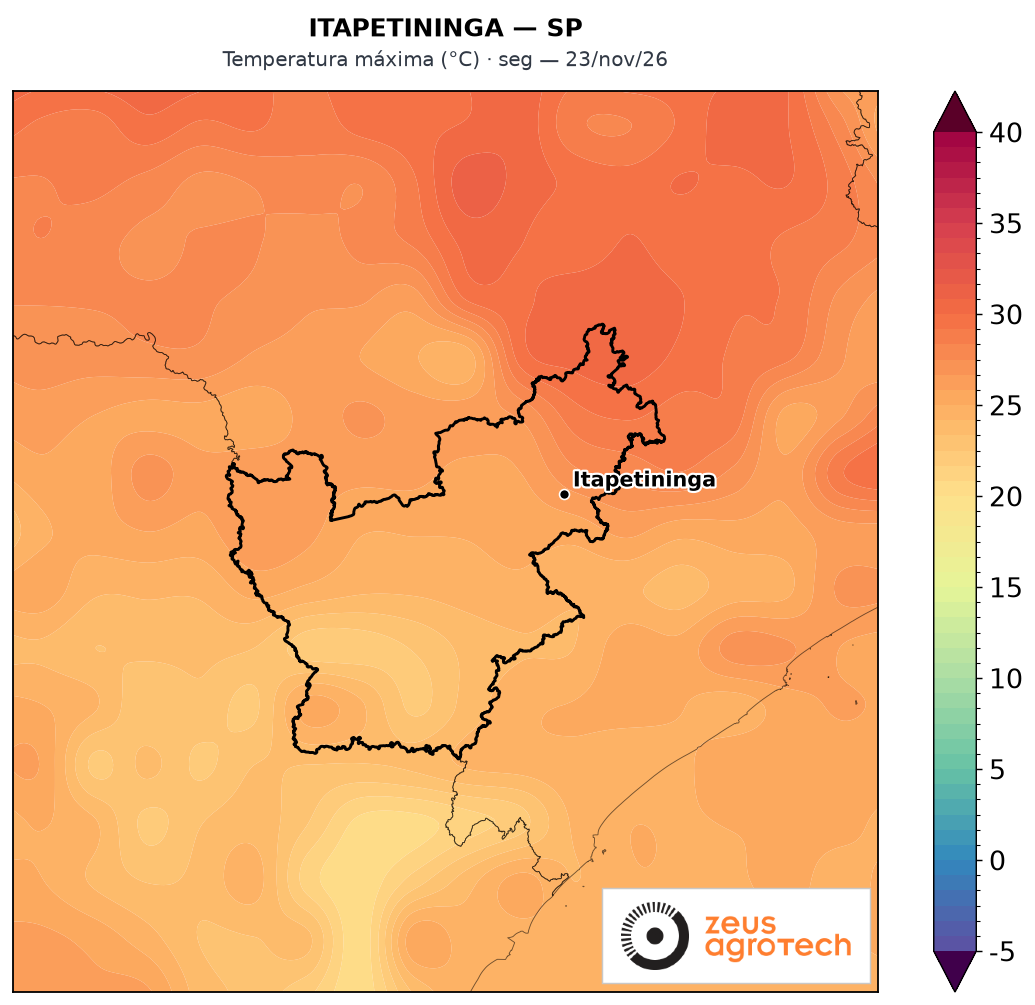 ITAPETININGA — SP
Temperatura máxima (°C) · seg — 23/nov/26
40
35
30
25
20
15
10
5
0
-5
Itapetininga
zeus
agrotech